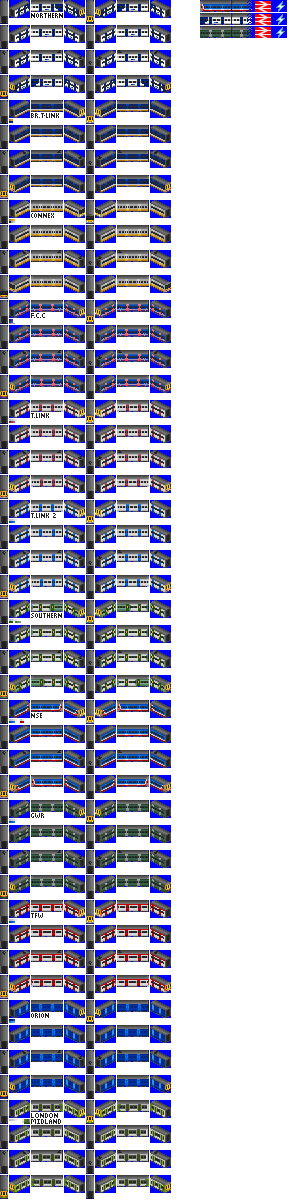 NORTHERN
BR.T-LINK
CONNEX
F.C.C
T.LINK
T.LINK 2
SOUTHERN
NSE
GWR
TFW
ORION
LONDON
MIDLAND